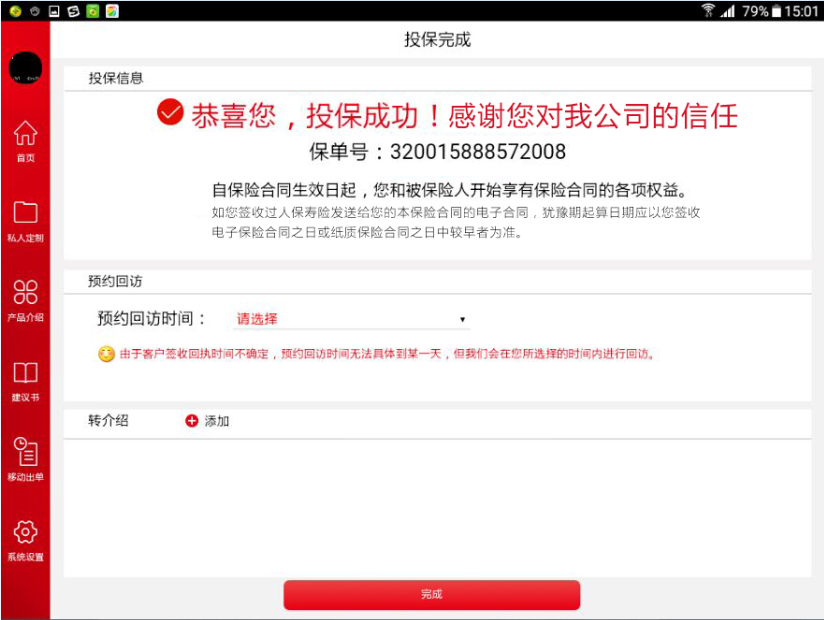 79% 15:01
投保完成
投保信息
恭喜您，投保成功！感谢您对我公司的信任
保单号：320015888572008
自保险合同生效日起，您和被保险人开始享有保险合同的各项权益。
如您签收过人保寿险发送给您的本保险合同的电子合同，犹豫期起算日期应以您签收
电子保险合同之日或纸质保险合同之日中较早者为准。
预约回访
预约回访时间： 请选择
由于客户签收回执时间不确定，预约回访时间无法具体到某一天，但我们会在您所选择的时间内进行回访。
转介绍 添加
完成
首页
私人定制
产品介绍
建议书
移动出单
系统设置